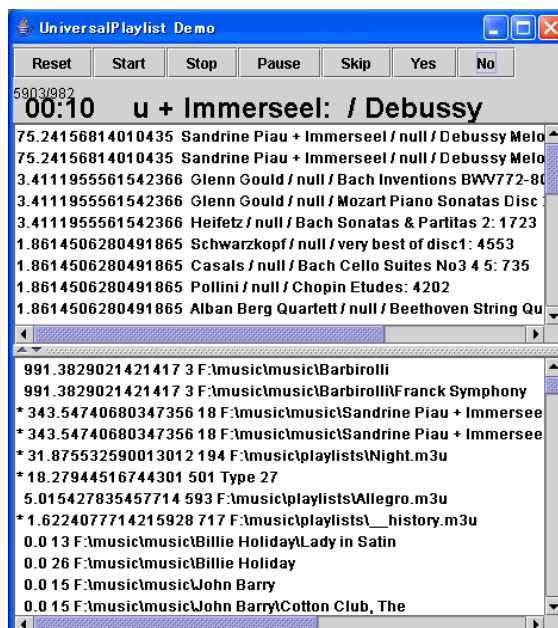 UniversalPlaylist Demo
Reset Start Stop Pause Skip Yes No
5903/982
00:10 u + Immerseel: / Debussy
75.24156814010435 Sandrine Piau + Immerseel / null / Debussy Melo
75.24156814010435 Sandrine Piau + Immerseel / null / Debussy Melo
3.4111955561542366 Glenn Gould / null / Bach Inventions BWV772-80
3.4111955561542366 Glenn Gould / null / Mozart Piano Sonatas Disc
3.4111955561542366 Heifetz / null / Bach Sonatas & Partitas 2: 1723
1.8614506280491865 Schwarzkopf / null / very best of disc1: 4553
1.8614506280491865 Casals / null / Bach Cello Suites No3 4 5: 735
1.8614506280491865 Pollini / null / Chopin Etudes: 4202
1.8614506280491865 Alban Berg Quartett / null / Beethoven String Qu
991.3829021421417 3 F:\music\music\Barbirolli
991.3829021421417 3 F:\music\music\Barbirolli\Franck Symphony
* 343.54740680347356 18 F:\music\music\Sandrine Piau + Immersee
* 343.54740680347356 18 F:\music\music\Sandrine Piau + Immersee
* 31.875532590013012 194 F:\music\playlists\Night.m3u
* 18.27944516744301 501 Type 27
5.015427835457714 593 F:\music\playlists\Allegro.m3u
* 1.6224077714215928 717 F:\music\playlists\__history.m3u
0.0 13 F:\music\music\Billie Holiday\Lady in Satin
0.0 26 F:\music\music\Billie Holiday
0.0 15 F:\music\music\John Barry
0.0 15 F:\music\music\John Barry\Cotton Club, The